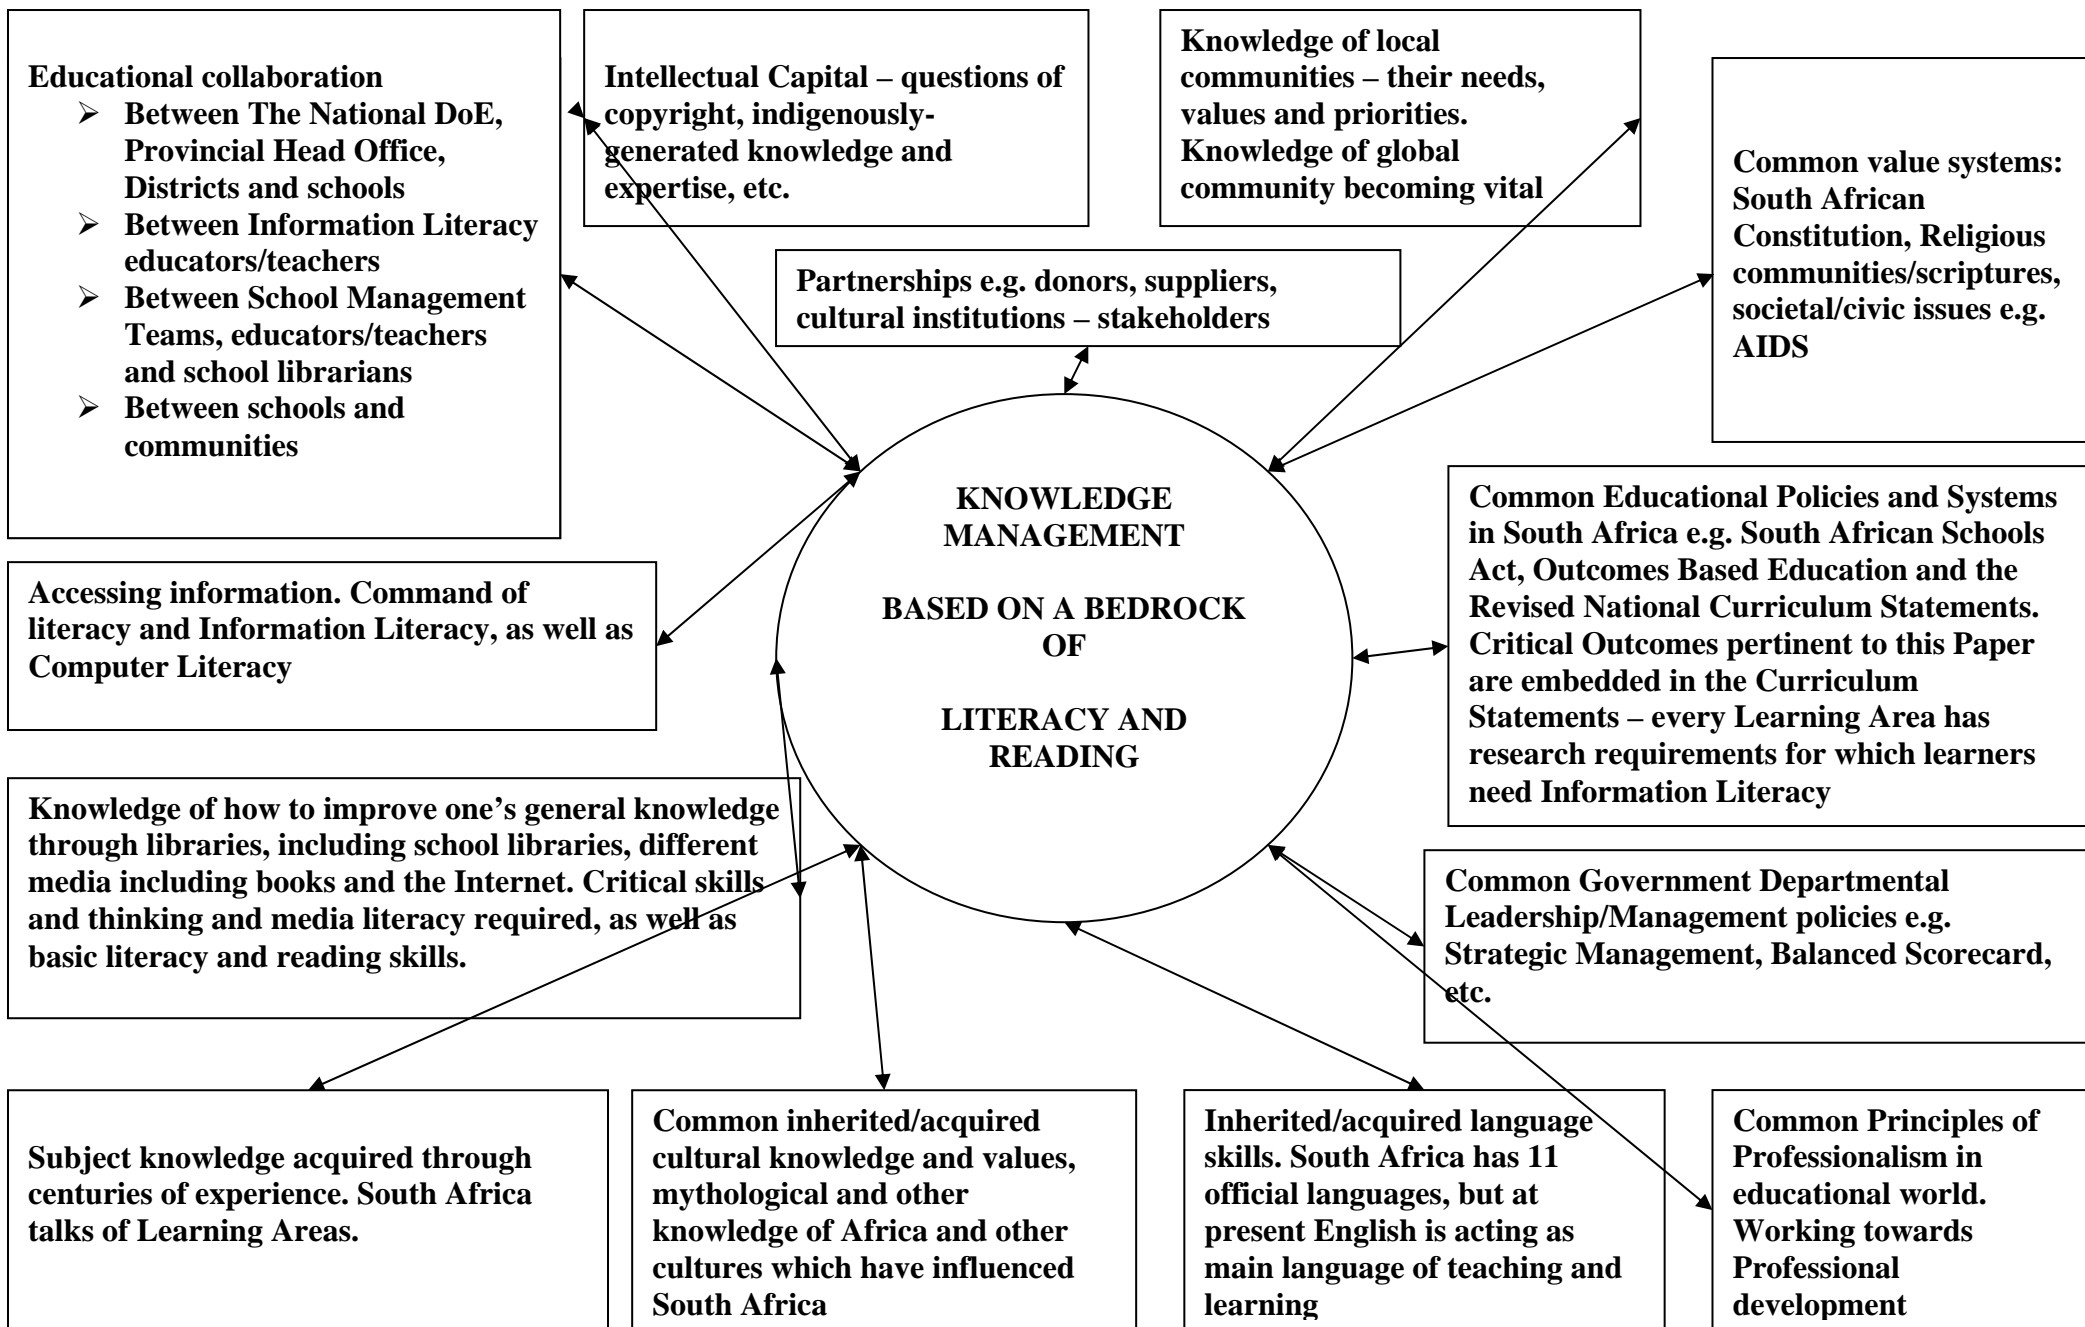 Educational collaboration
➢ Between The National DoE,
Provincial Head Office,
Districts and schools
➢ Between Information Literacy
educators/teachers
➢ Between School Management
Teams, educators/teachers
and school librarians
➢ Between schools and
communities
Intellectual Capital – questions of
copyright, indigenously-
generated knowledge and
expertise, etc.
Knowledge of local
communities – their needs,
values and priorities.
Knowledge of global
community becoming vital
Common value systems:
South African
Constitution, Religious
communities/scriptures,
societal/civic issues e.g.
AIDS
Partnerships e.g. donors, suppliers,
cultural institutions – stakeholders
KNOWLEDGE
MANAGEMENT
BASED ON A BEDROCK
OF
LITERACY AND
READING
Common Educational Policies and Systems
in South Africa e.g. South African Schools
Act, Outcomes Based Education and the
Revised National Curriculum Statements.
Critical Outcomes pertinent to this Paper
are embedded in the Curriculum
Statements – every Learning Area has
research requirements for which learners
need Information Literacy
Accessing information. Command of
literacy and Information Literacy, as well as
Computer Literacy
Knowledge of how to improve one’s general knowledge
through libraries, including school libraries, different
media including books and the Internet. Critical skills
and thinking and media literacy required, as well as
basic literacy and reading skills.
Common Government Departmental
Leadership/Management policies e.g.
Strategic Management, Balanced Scorecard,
etc.
Subject knowledge acquired through
centuries of experience. South Africa
talks of Learning Areas.
Common inherited/acquired
cultural knowledge and values,
mythological and other
knowledge of Africa and other
cultures which have influenced
South Africa
Inherited/acquired language
skills. South Africa has 11
official languages, but at
present English is acting as
main language of teaching and
learning
Common Principles of
Professionalism in
educational world.
Working towards
Professional
development